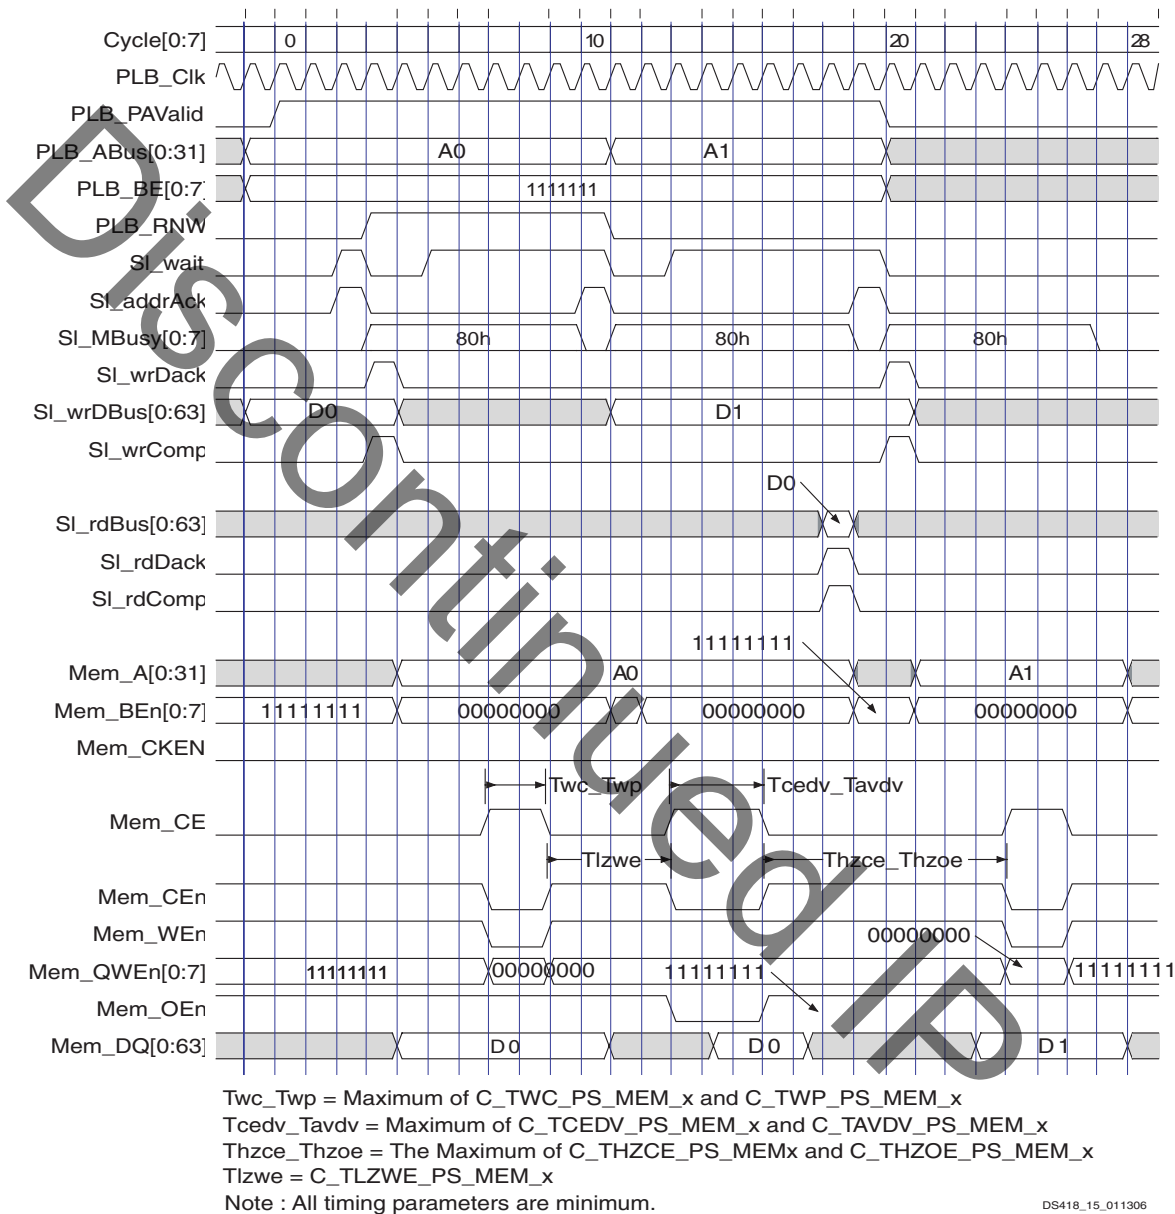 Cycle[0:7] 0 10 20 28
PLB_Clk
PLB_PAValid
PLB_ABus[0:31] A0 A1
PLB_BE[0:7] 1111111
PLB_RNW
Sl_wait
Sl_addrAck
Sl_MBusy[0:7] 80h 80h 80h
Sl_wrDack
Sl_wrDBus[0:63] D0 D1
Sl_wrComp
D0
Sl_rdBus[0:63]
Sl_rdDack
Sl_rdComp
11111111
Mem_A[0:31] A0 A1
Mem_BEn[0:7] 11111111 00000000 00000000 00000000
Mem_CKEN
Twc_Twp Tcedv_Tavdv
Mem_CE
Tlzwe Thzce_Thzoe
Mem_CEn
Mem_WEn 00000000
Mem_QWEn[0:7] 11111111 00000000 11111111 11111111
Mem_OEn
Mem_DQ[0:63] D0 D0 D1
Twc_Twp = Maximum of C_TWC_PS_MEM_x and C_TWP_PS_MEM_x
Tcedv_Tavdv = Maximum of C_TCEDV_PS_MEM_x and C_TAVDV_PS_MEM_x
Thzce_Thzoe = The Maximum of C_THZCE_PS_MEMx and C_THZOE_PS_MEM_x
Tlzwe = C_TLZWE_PS_MEM_x
Note : All timing parameters are minimum.
DS418_15_011306
Discontinued IP